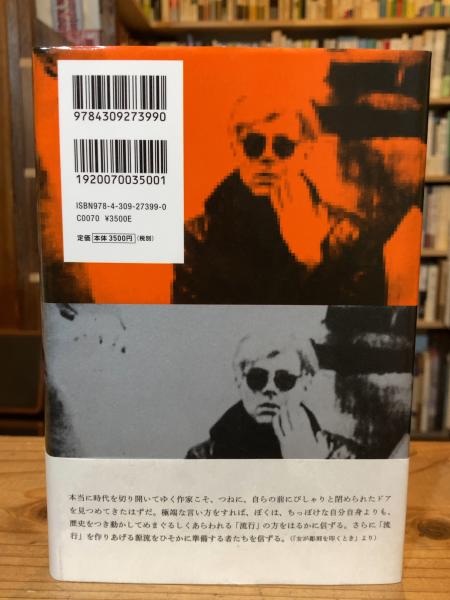 9784309273990
1920070035001
ISBN978-4-309-27399-0
C0070 ¥3500E
定価 本体 3500円 (税別)
本当に時代を切り開いてゆく作家こそ、つねに、自らの前にぴしゃりと閉められたドア
を見つめてきたはずだ。極端な言い方をすれば、ぼくは、ちっぽけな自分自身よりも、
歴史をつき動かしてめまぐるしくあらわれる「流行」の方をはるかに信ずる。さらに「流
行」を作りあげる源流をひそかに準備する者たちを信ずる。(「女が彫刻を叩くとき」より)